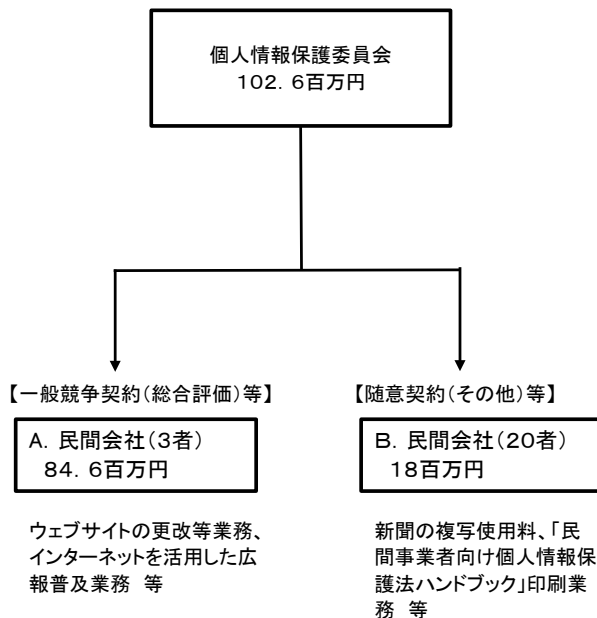 個人情報保護委員会
102．6百万円
【一般競争契約（総合評価）等】
【随意契約（その他）等】
A．民間会社（3者）
84．6百万円
B．民間会社（20者）
18百万円
ウェブサイトの更改等業務、
インターネットを活用した広
報普及業務　等
新聞の複写使用料、「民
間事業者向け個人情報保
護法ハンドブック」印刷業
務　等